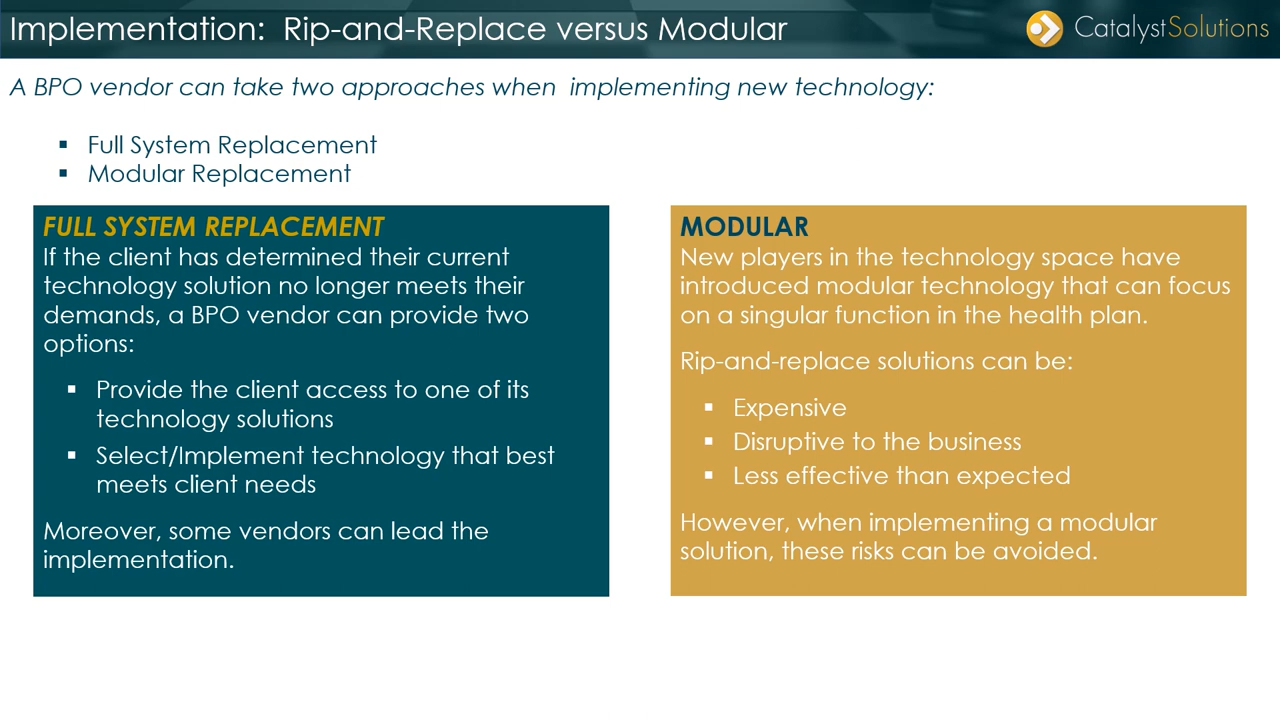 Implementation:  Rip-and-Replace versus Modular
CatalystSolutions
A BPO vendor can take two approaches when  implementing new technology:
▪ Full System Replacement
▪ Modular Replacement
FULL SYSTEM REPLACEMENT
If the client has determined their current
technology solution no longer meets their
demands, a BPO vendor can provide two
options:
▪ Provide the client access to one of its
technology solutions
▪ Select/Implement technology that best
meets client needs
Moreover, some vendors can lead the
implementation.
MODULAR
New players in the technology space have
introduced modular technology that can focus
on a singular function in the health plan.
Rip-and-replace solutions can be:
▪ Expensive
▪ Disruptive to the business
▪ Less effective than expected
However, when implementing a modular
solution, these risks can be avoided.